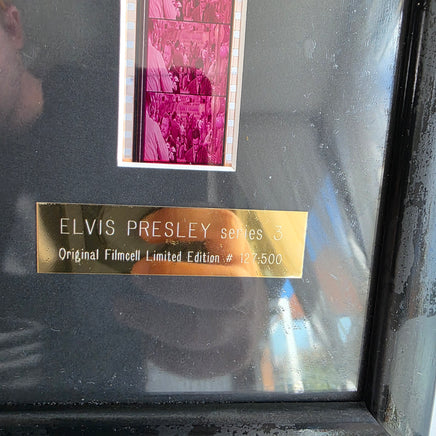 ELVIS PRESLEY series 3
Original Filmcell Limited Edition # 127:500